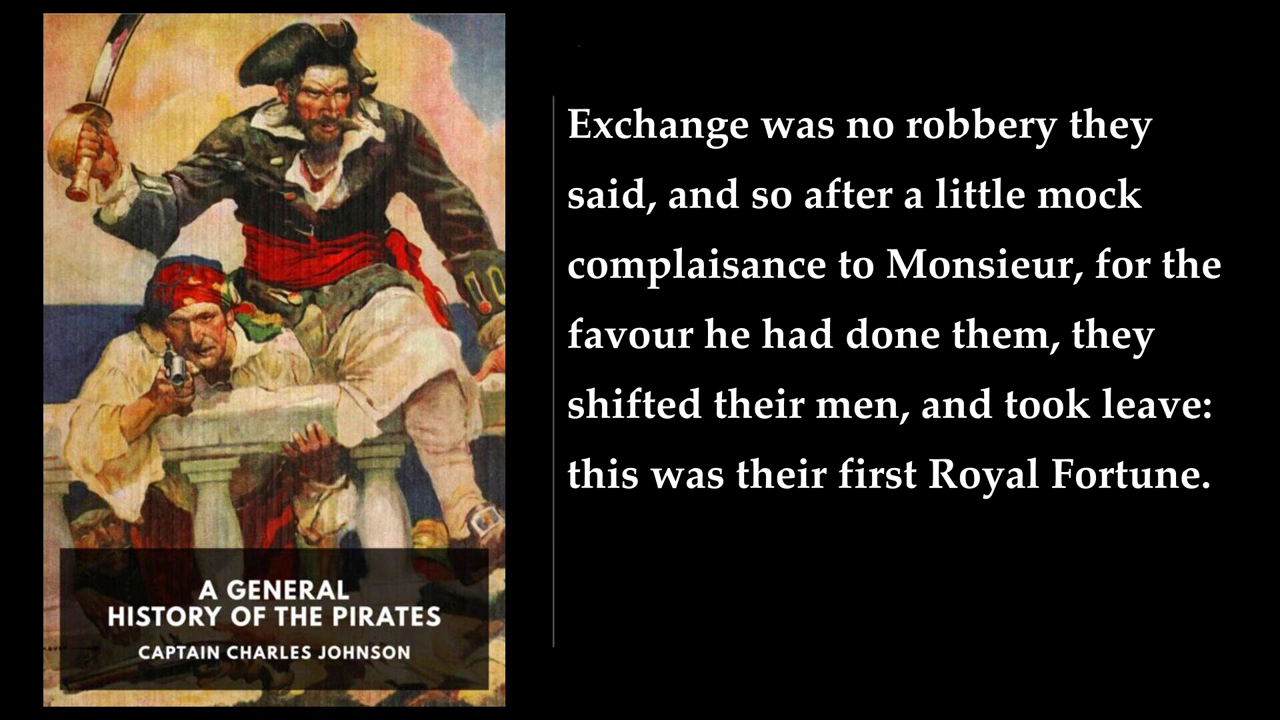 A GENERAL
HISTORY OF THE PIRATES
CAPTAIN CHARLES JOHNSON
Exchange was no robbery they
said, and so after a little mock
complaisance to Monsieur, for the
favour he had done them, they
shifted their men, and took leave:
this was their first Royal Fortune.